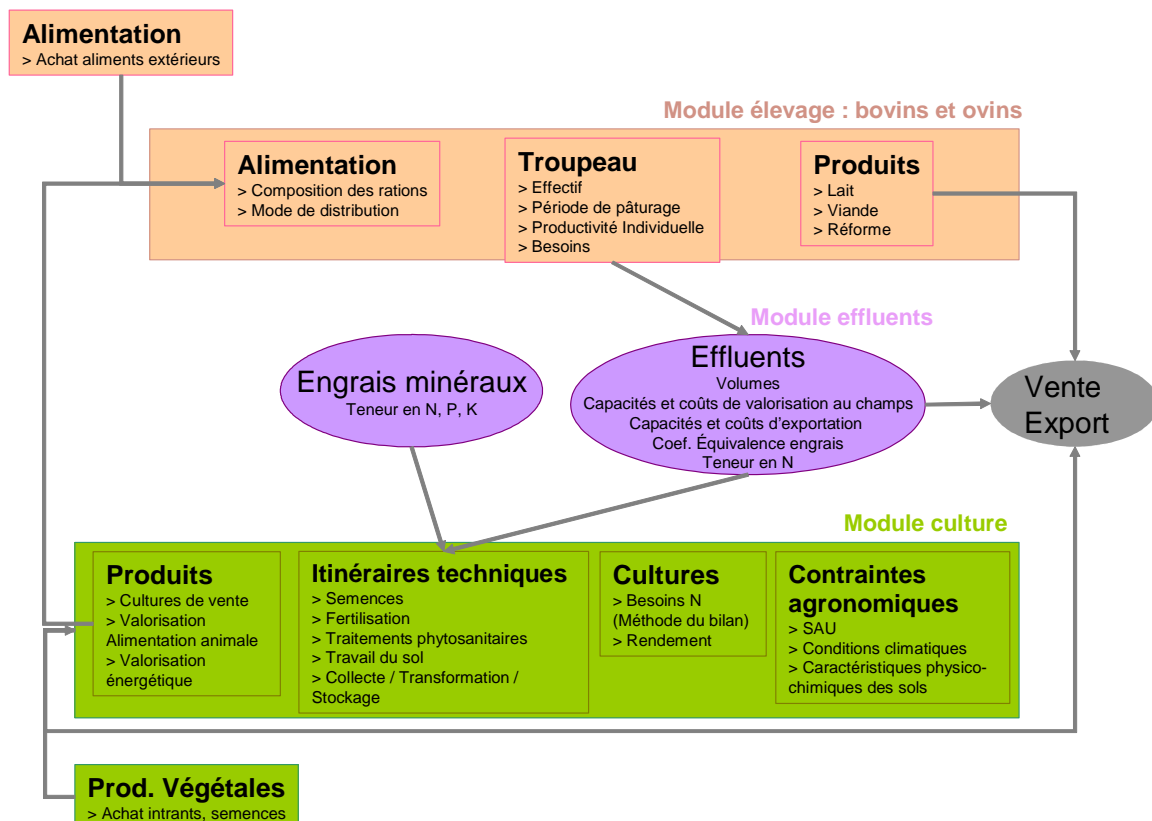 Alimentation
> Achat aliments extérieurs
Module élevage : bovins et ovins
Alimentation
> Composition des rations
> Mode de distribution
Troupeau
> Effectif
> Période de pâturage
> Productivité Individuelle
> Besoins
Produits
> Lait
> Viande
> Réforme
Module effluents
Engrais minéraux
Teneur en N, P, K
Effluents
Volumes
Capacités et coûts de valorisation au champs
Capacités et coûts d'exportation
Coef. Équivalence engrais
Teneur en N
Vente
Export
Module culture
Produits
> Cultures de vente
> Valorisation
Alimentation animale
> Valorisation
énergétique
Itinéraires techniques
> Semences
> Fertilisation
> Traitements phytosanitaires
> Travail du sol
> Collecte / Transformation /
Stockage
Cultures
> Besoins N
(Méthode du bilan)
> Rendement
Contraintes
agronomiques
> SAU
> Conditions climatiques
> Caractéristiques physico-
chimiques des sols
Prod. Végétales
> Achat intrants, semences